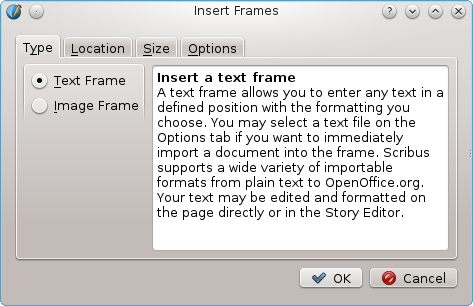 Insert Frames
Type Location Size Options
Text Frame
Image Frame
Insert a text frame
A text frame allows you to enter any text in a
defined position with the formatting you
choose. You may select a text file on the
Options tab if you want to immediately
import a document into the frame. Scribus
supports a wide variety of importable
formats from plain text to OpenOffice.org.
Your text may be edited and formatted on
the page directly or in the Story Editor.
OK Cancel